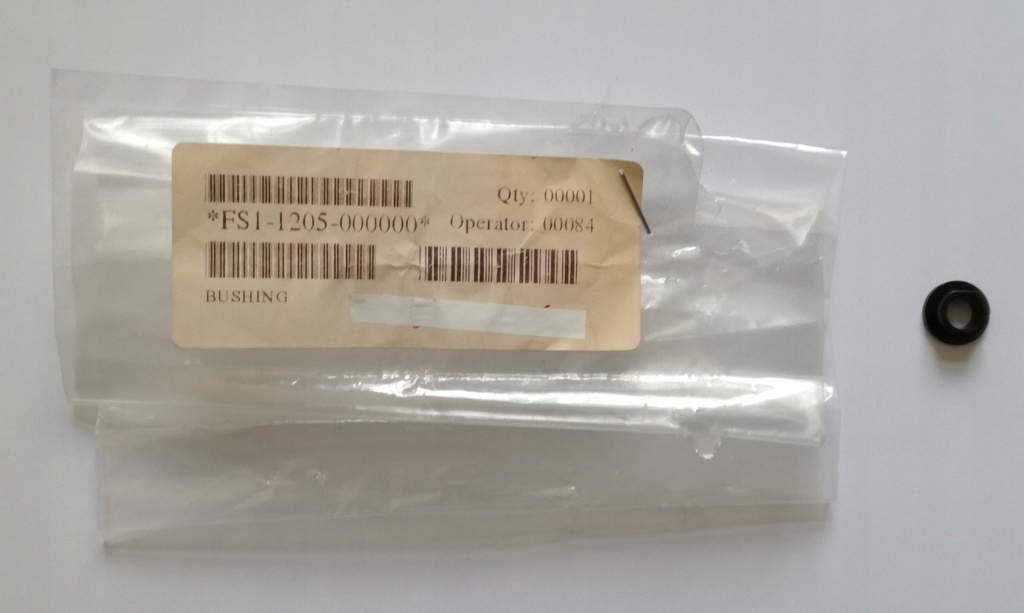 Qty: 00001
*FS1-1205-000000* Operator: 00084
BUSHING